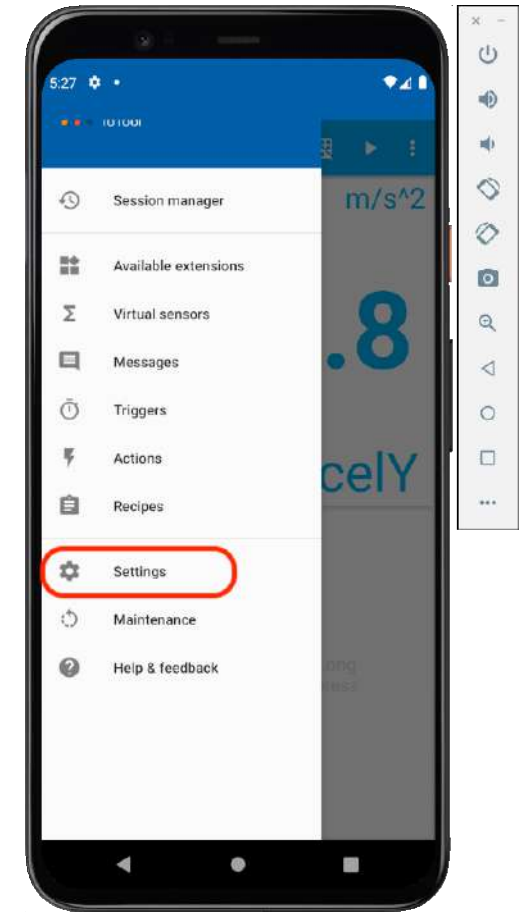 5:27
m/s^2
Session manager
Available extensions
Virtual sensors
.8
Messages
Triggers
Actions
celY
Recipes
Settings
Maintenance
Help & feedback